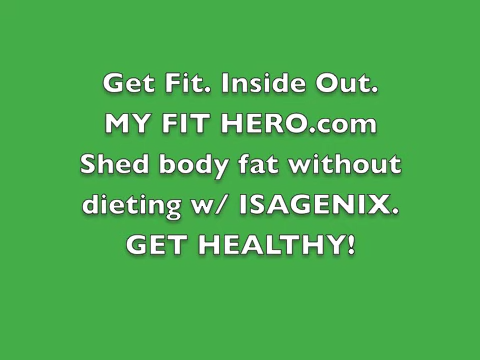 Get Fit. Inside Out.
MY FIT HERO.com
Shed body fat without
dieting w/ ISAGENIX.
GET HEALTHY!